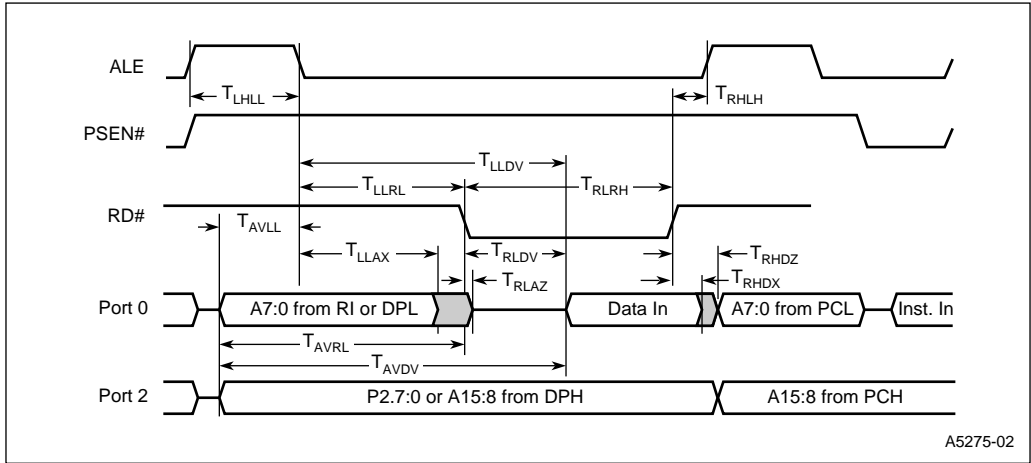 ALE
T_LHLL
T_RHLH
PSEN#
T_LLDV
T_LLRL
T_RLRH
RD#
T_AVLL
T_LLAX
T_RLDV
T_RHDZ
T_RLAZ
T_RHDX
Port 0
A7:0 from RI or DPL
Data In
A7:0 from PCL
Inst. In
T_AVRL
T_AVDV
Port 2
P2.7:0 or A15:8 from DPH
A15:8 from PCH
A5275-02